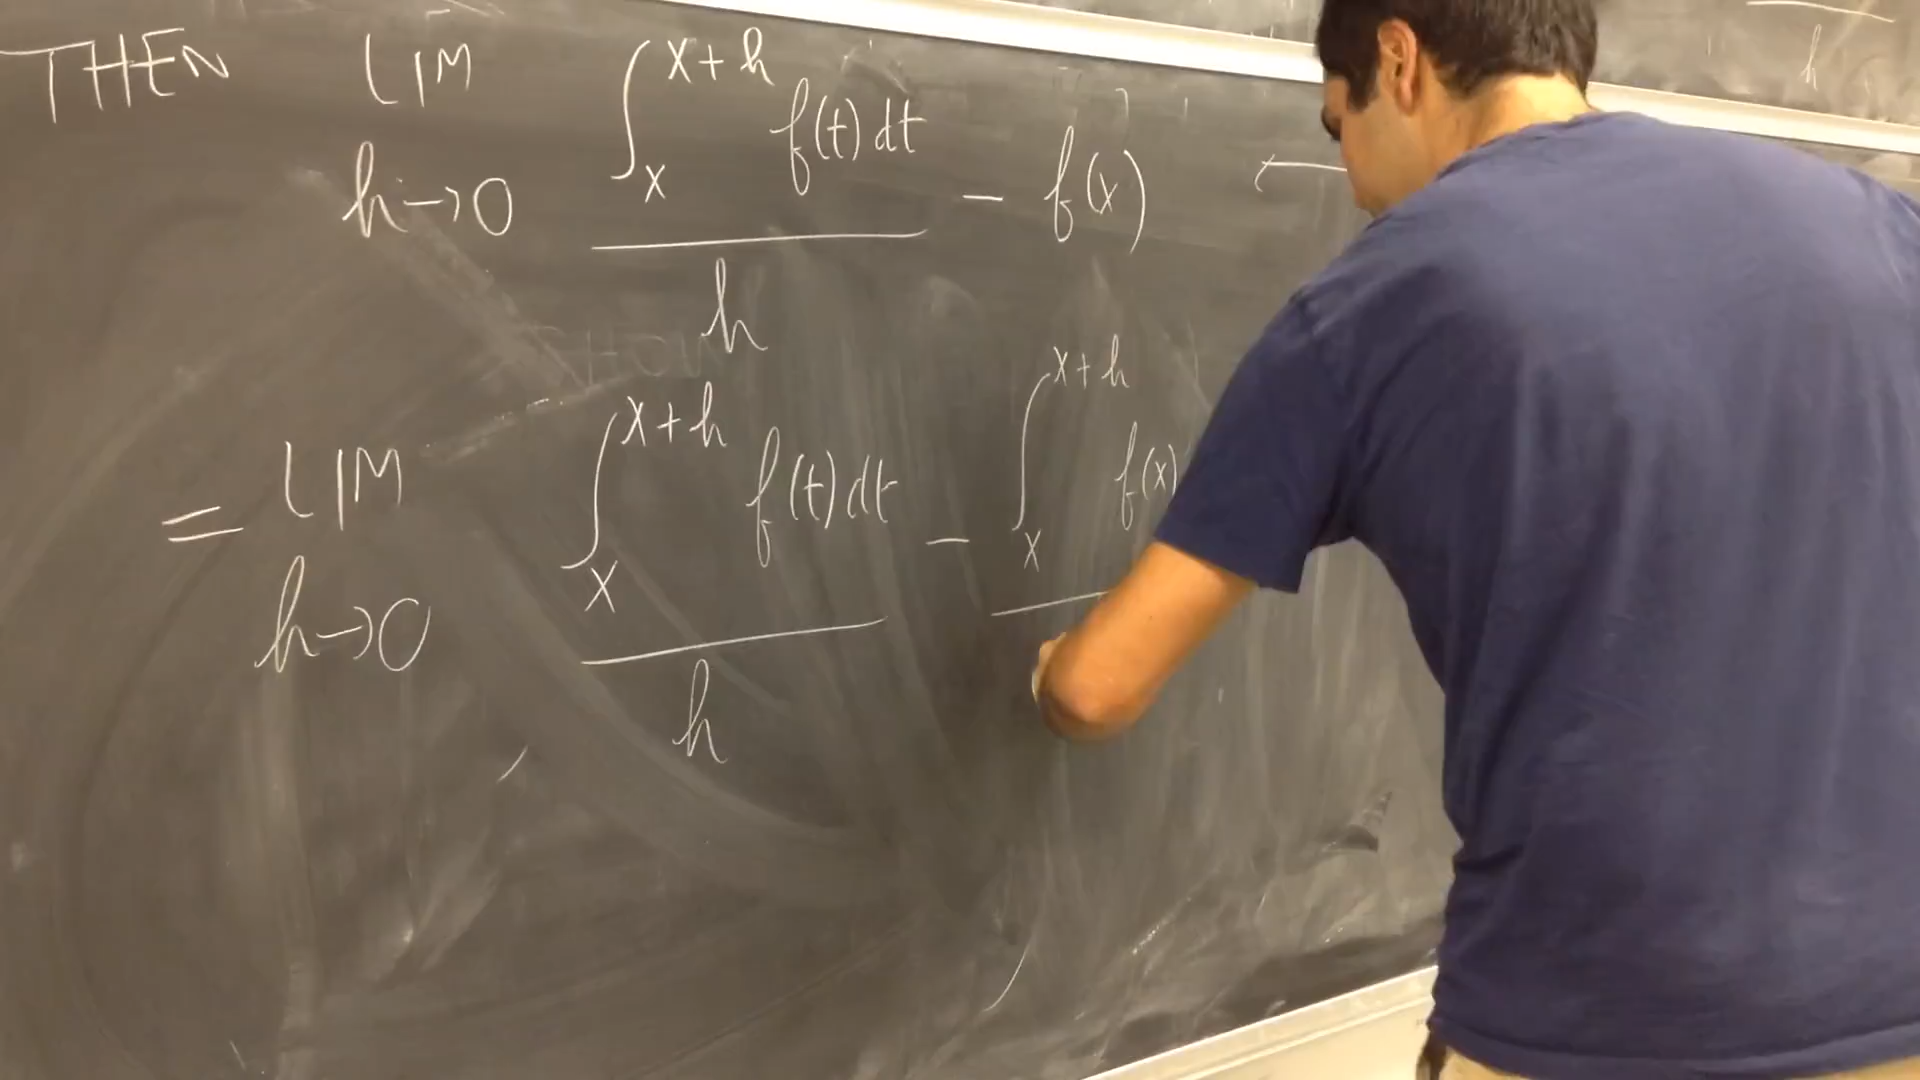 THEN LIM h→0 ∫_x^{x+h} f(t) dt / h − f(x)
= LIM h→0 ∫_x^{x+h} f(t) dt / h − ∫_x^{x+h} f(x)
h